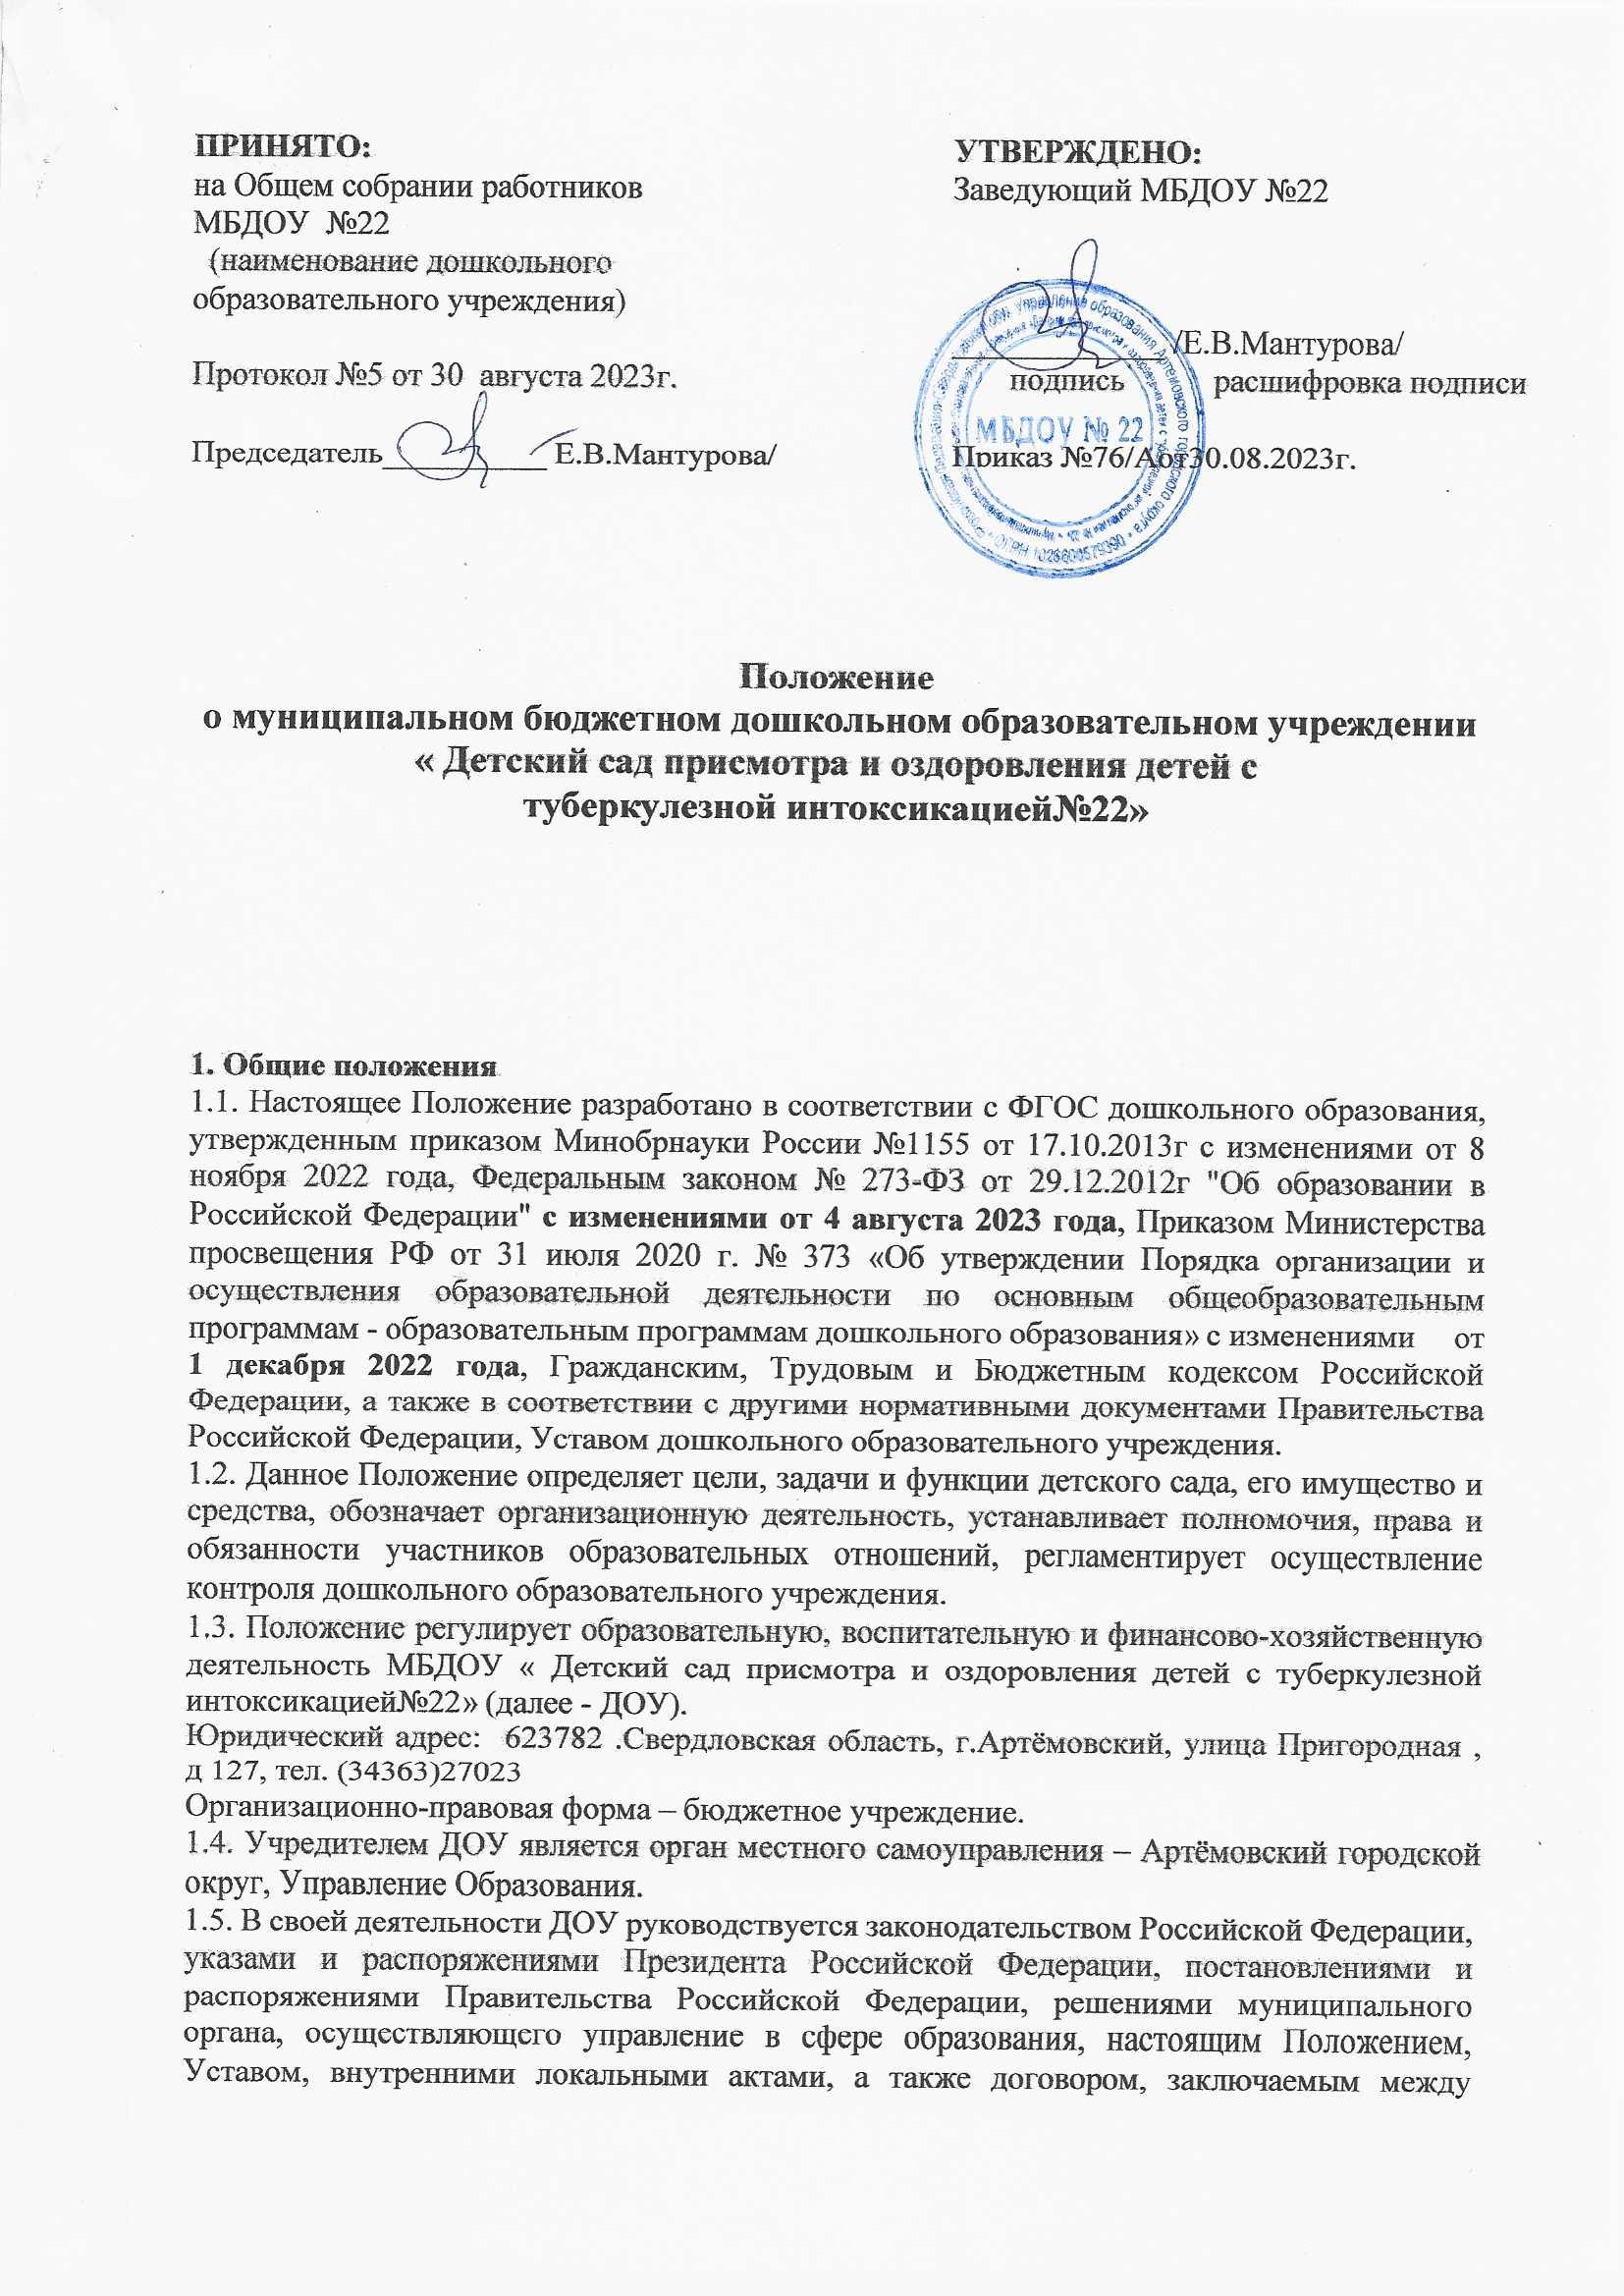 ПРИНЯТО:
на Общем собрании работников
МБДОУ №22
(наименование дошкольного
образовательного учреждения)
Протокол №5 от 30 августа 2023г.
Председатель__________ Е.В.Мантурова/
УТВЕРЖДЕНО:
Заведующий МБДОУ №22
_____________ /Е.В.Мантурова/
подпись расшифровка подписи
Приказ №76/Аот30.08.2023г.
МБДОУ № 22
Управление образования Артемовского городского округа
ОГРН 1026600579390
Положение
о муниципальном бюджетном дошкольном образовательном учреждении
« Детский сад присмотра и оздоровления детей с
туберкулезной интоксикацией№22»
1. Общие положения
1.1. Настоящее Положение разработано в соответствии с ФГОС дошкольного образования,
утвержденным приказом Минобрнауки России №1155 от 17.10.2013г с изменениями от 8
ноября 2022 года, Федеральным законом № 273-ФЗ от 29.12.2012г "Об образовании в
Российской Федерации" с изменениями от 4 августа 2023 года, Приказом Министерства
просвещения РФ от 31 июля 2020 г. № 373 «Об утверждении Порядка организации и
осуществления образовательной деятельности по основным общеобразовательным
программам - образовательным программам дошкольного образования» с изменениями от
1 декабря 2022 года, Гражданским, Трудовым и Бюджетным кодексом Российской
Федерации, а также в соответствии с другими нормативными документами Правительства
Российской Федерации, Уставом дошкольного образовательного учреждения.
1.2. Данное Положение определяет цели, задачи и функции детского сада, его имущество и
средства, обозначает организационную деятельность, устанавливает полномочия, права и
обязанности участников образовательных отношений, регламентирует осуществление
контроля дошкольного образовательного учреждения.
1.3. Положение регулирует образовательную, воспитательную и финансово-хозяйственную
деятельность МБДОУ « Детский сад присмотра и оздоровления детей с туберкулезной
интоксикацией№22» (далее - ДОУ).
Юридический адрес: 623782 .Свердловская область, г.Артёмовский, улица Пригородная ,
д 127, тел. (34363)27023
Организационно-правовая форма – бюджетное учреждение.
1.4. Учредителем ДОУ является орган местного самоуправления – Артёмовский городской
округ, Управление Образования.
1.5. В своей деятельности ДОУ руководствуется законодательством Российской Федерации,
указами и распоряжениями Президента Российской Федерации, постановлениями и
распоряжениями Правительства Российской Федерации, решениями муниципального
органа, осуществляющего управление в сфере образования, настоящим Положением,
Уставом, внутренними локальными актами, а также договором, заключаемым между